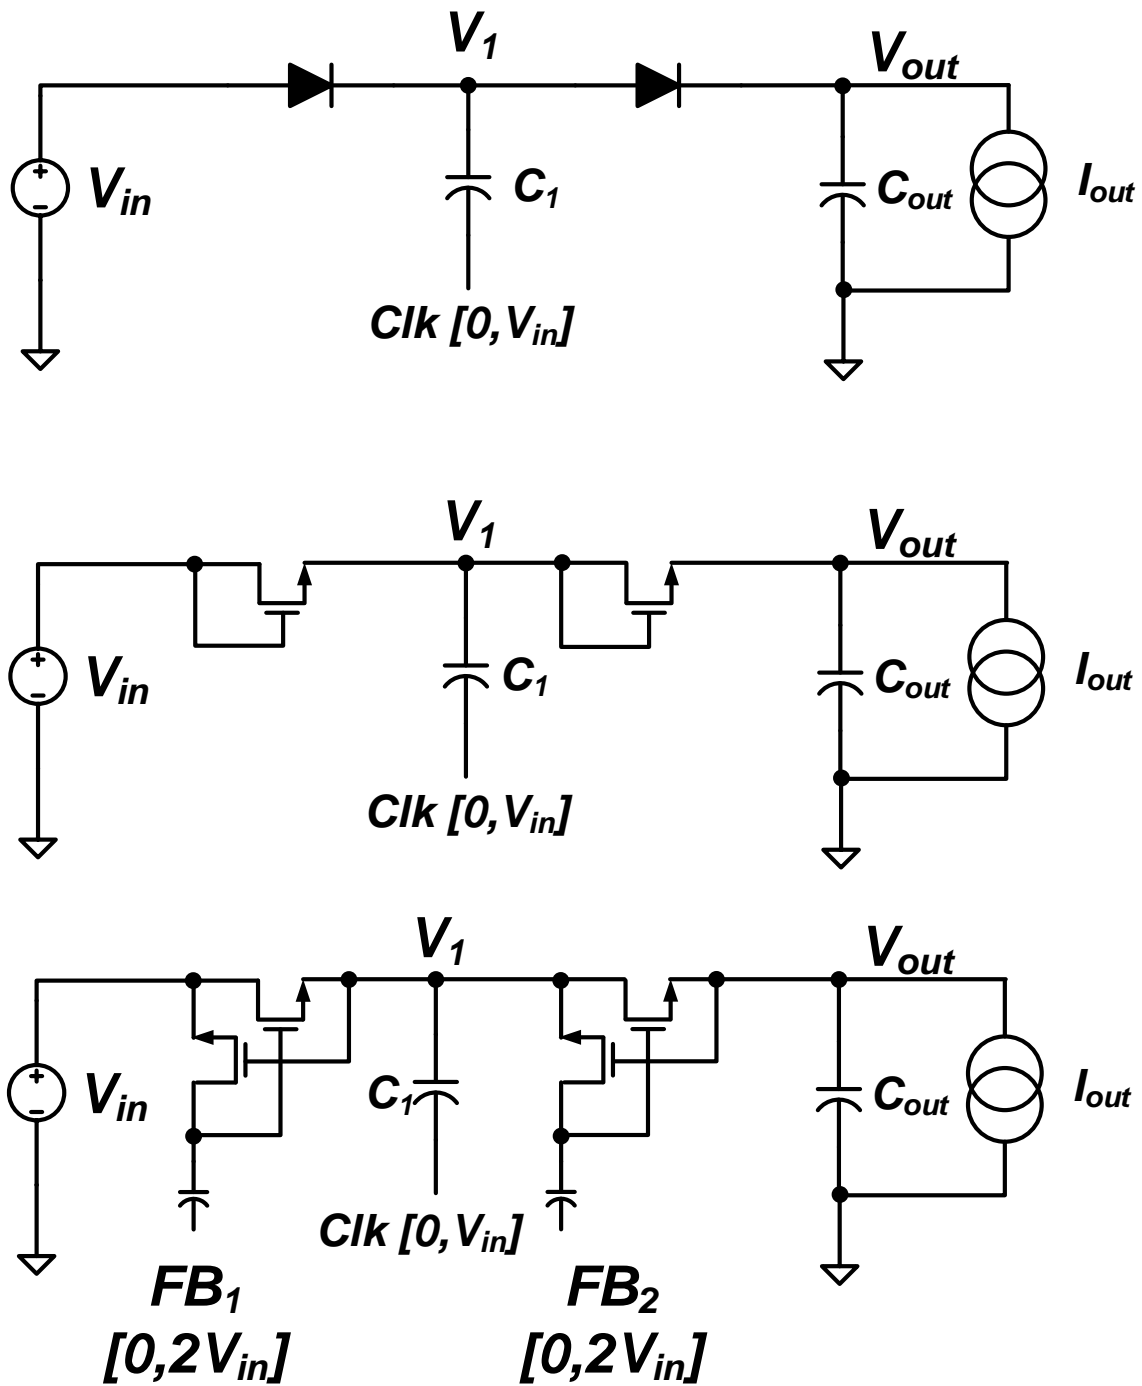 V1
Vout
Vin
C1
Cout
Iout
Clk [0,Vin]
V1
Vout
Vin
C1
Cout
Iout
Clk [0,Vin]
V1
Vout
Vin
C1
Cout
Iout
Clk [0,Vin]
FB1
FB2
[0,2Vin]
[0,2Vin]